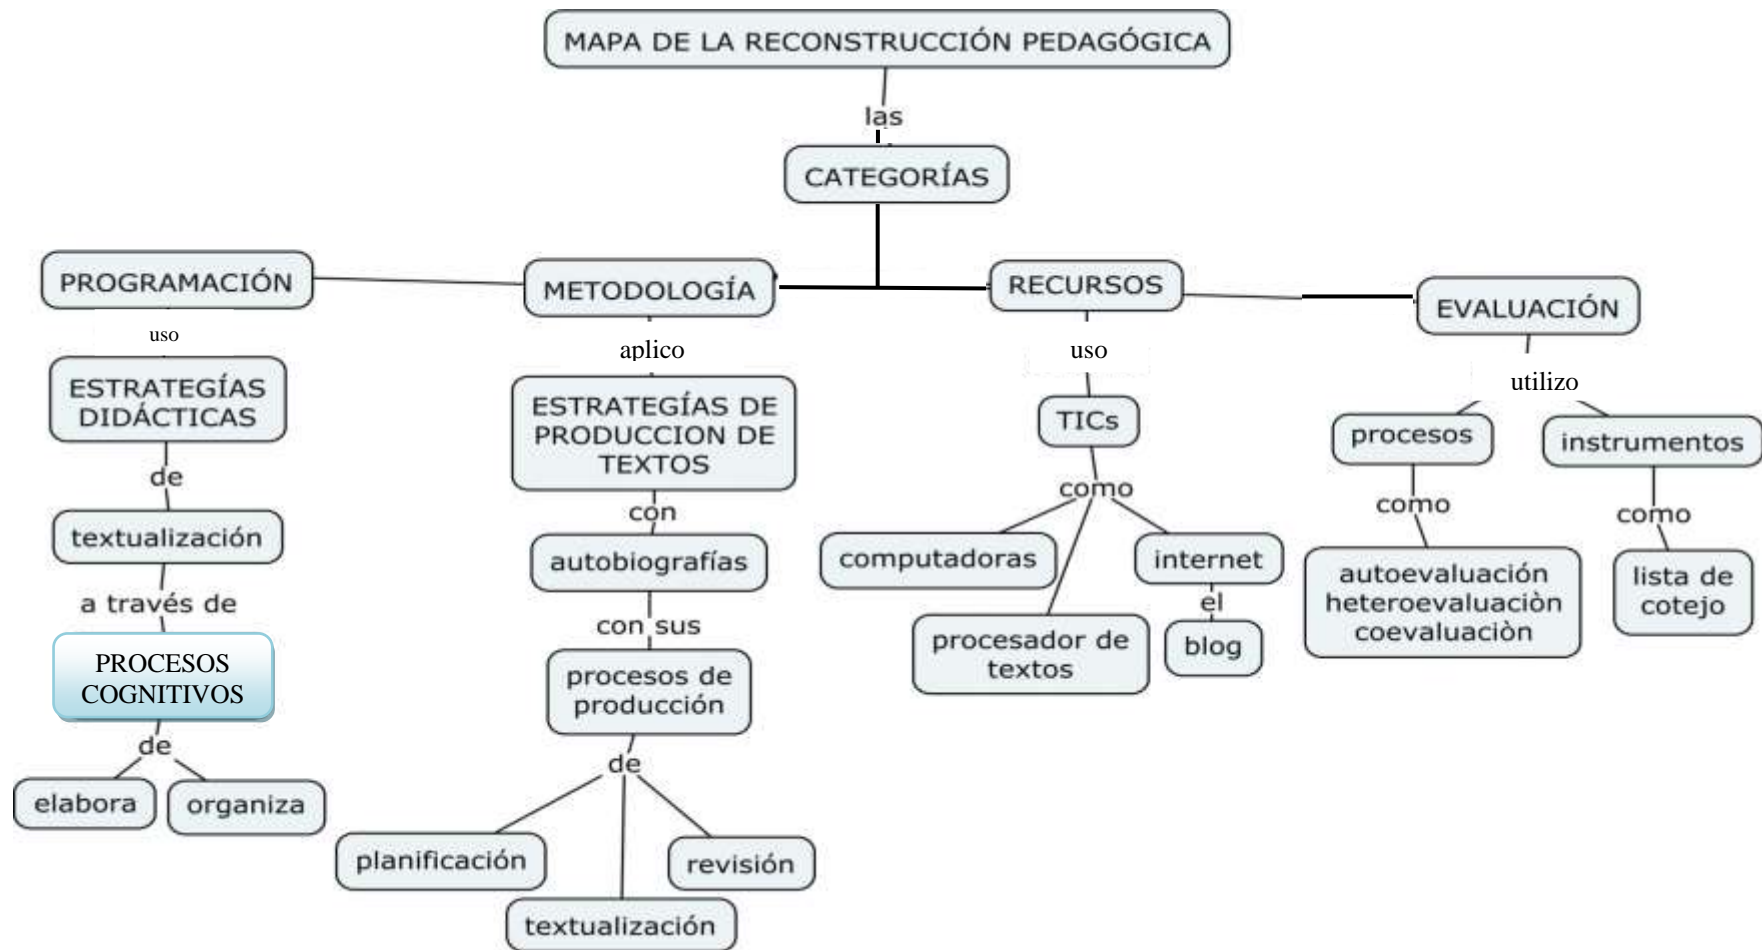 MAPA DE LA RECONSTRUCCIÓN PEDAGÓGICA
las
CATEGORÍAS
PROGRAMACIÓN
uso
ESTRATEGÍAS
DIDÁCTICAS
de
textualización
a través de
PROCESOS
COGNITIVOS
de
elabora
organiza
METODOLOGÍA
aplico
ESTRATEGÍAS DE
PRODUCCION DE
TEXTOS
con
autobiografías
con sus
procesos de
producción
de
planificación
textualización
revisión
RECURSOS
uso
TICs
como
computadoras
procesador de
textos
internet
el
blog
EVALUACIÓN
utilizo
procesos
como
autoevaluación
heteroevaluaciòn
coevaluaciòn
instrumentos
como
lista de
cotejo